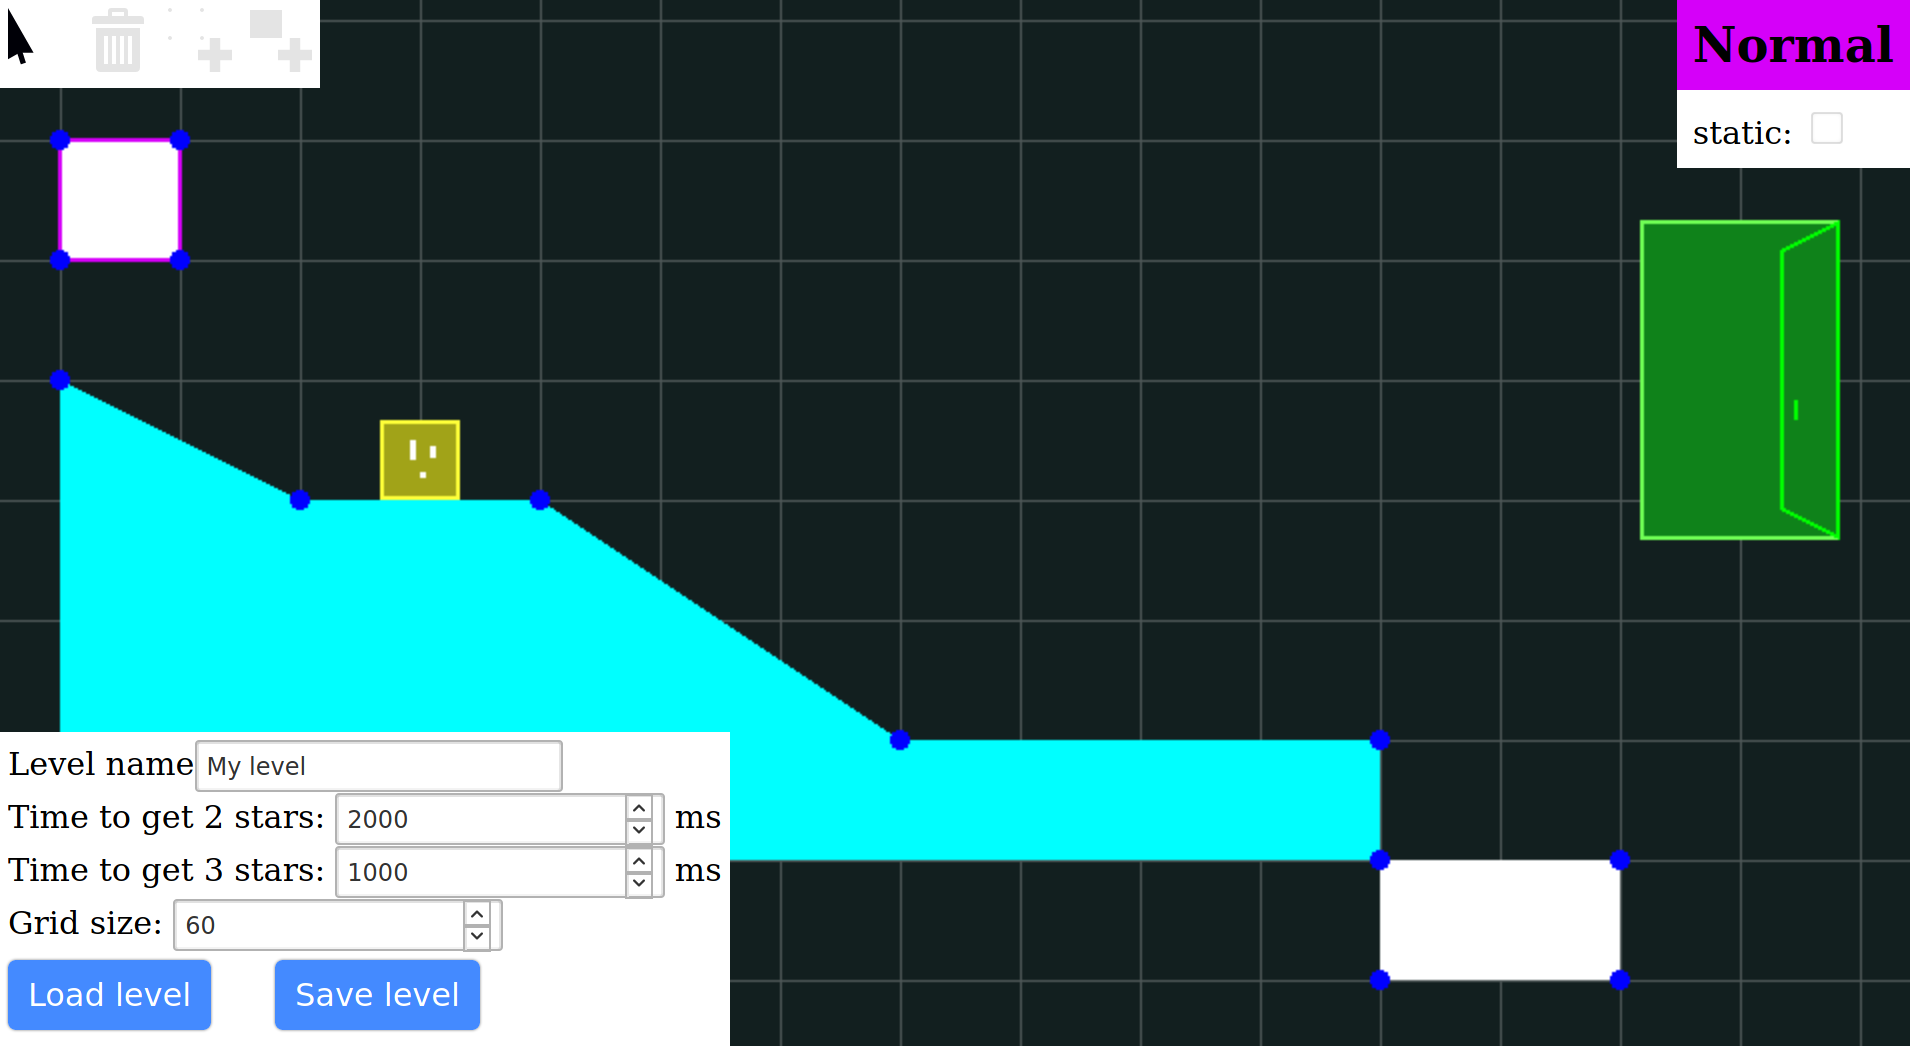 Normal
static:
Level name My level
Time to get 2 stars: 2000 ms
Time to get 3 stars: 1000 ms
Grid size: 60
Load level Save level